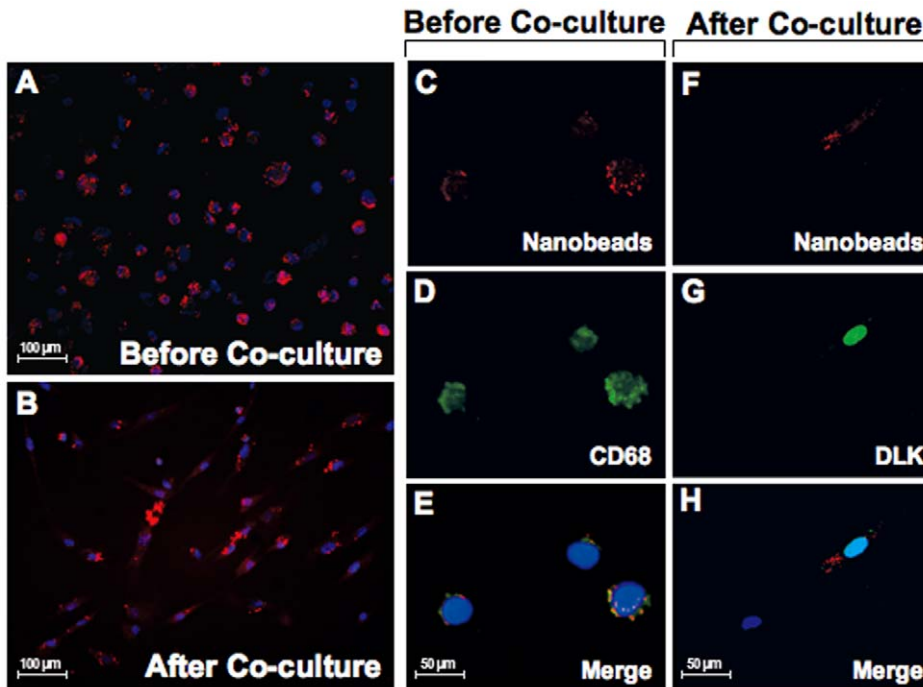 Before Co-culture
After Co-culture
A
100 µm
Before Co-culture
B
100 µm
After Co-culture
C
Nanobeads
D
CD68
E
50 µm
Merge
F
Nanobeads
G
DLK
H
50 µm
Merge